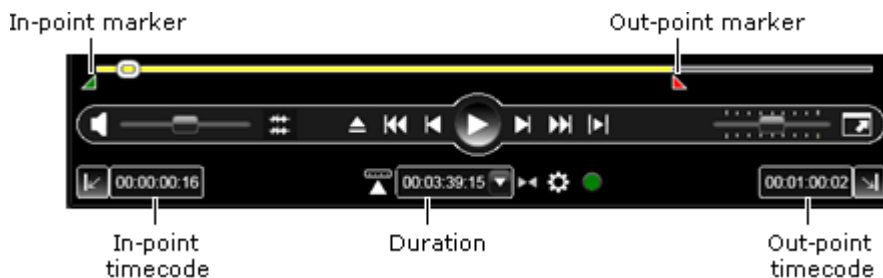 In-point marker
Out-point marker
00:00:00:16
00:03:39:15
00:01:00:02
In-point
timecode
Duration
Out-point
timecode